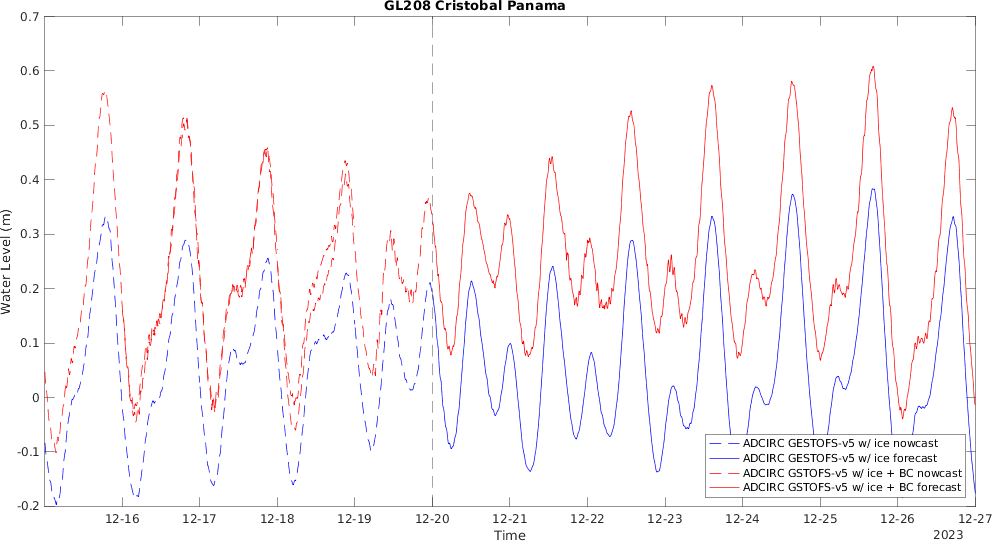 GL208 Cristobal Panama
Water Level (m)
0.7
0.6
0.5
0.4
0.3
0.2
0.1
0
-0.1
-0.2
ADCIRC GESTOFS-v5 w/ ice nowcast
ADCIRC GESTOFS-v5 w/ ice forecast
ADCIRC GSTOFS-v5 w/ ice + BC nowcast
ADCIRC GSTOFS-v5 w/ ice + BC forecast
12-16 12-17 12-18 12-19 12-20 12-21 12-22 12-23 12-24 12-25 12-26 12-27
Time
2023